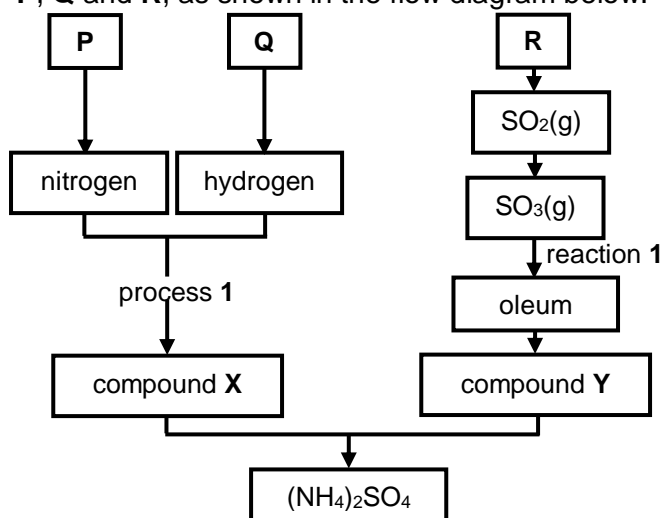 P, Q and R, as shown in the flow diagram below.
P
Q
R
SO₂(g)
nitrogen
hydrogen
SO₃(g)
reaction 1
process 1
oleum
compound X
compound Y
(NH₄)₂SO₄